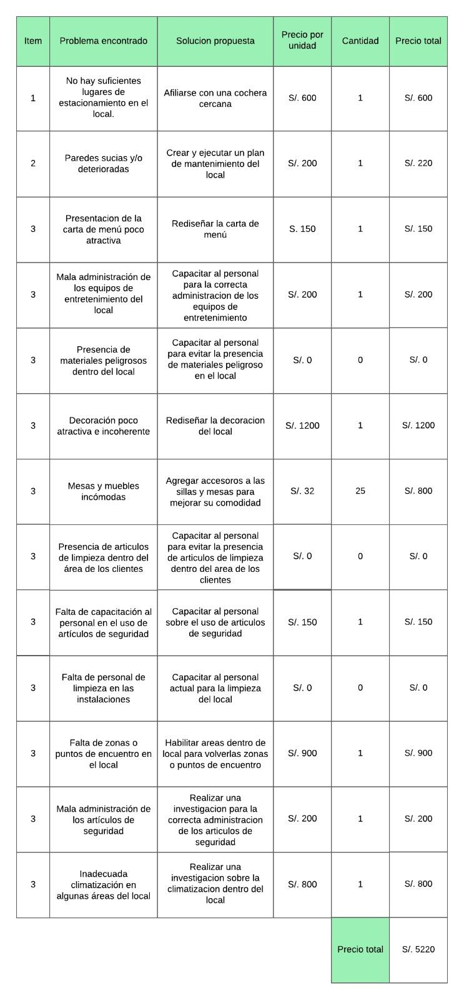 Item
Problema encontrado
Solucion propuesta
Precio por
unidad
Cantidad
Precio total
1
No hay suficientes
lugares de
estacionamiento en el
local.
Afiliarse con una cochera
cercana
S/. 600
1
S/. 600
2
Paredes sucias y/o
deterioradas
Crear y ejecutar un plan
de mantenimiento del
local
S/. 200
1
S/. 220
3
Presentacion de la
carta de menú poco
atractiva
Rediseñar la carta de
menú
S. 150
1
S/. 150
3
Mala administración de
los equipos de
entretenimiento del
local
Capacitar al personal
para la correcta
administracion de los
equipos de
entretenimiento
S/. 200
1
S/. 200
3
Presencia de
materiales peligrosos
dentro del local
Capacitar al personal
para evitar la presencia
de materiales peligroso
en el local
S/. 0
0
S/. 0
3
Decoración poco
atractiva e incoherente
Rediseñar la decoracion
del local
S/. 1200
1
S/. 1200
3
Mesas y muebles
incómodas
Agregar accesoros a las
sillas y mesas para
mejorar su comodidad
S/. 32
25
S/. 800
3
Presencia de articulos
de limpieza dentro del
área de los clientes
Capacitar al personal
para evitar la presencia
de articulos de limpieza
dentro del area de los
clientes
S/. 0
0
S/. 0
3
Falta de capacitación al
personal en el uso de
artículos de seguridad
Capacitar al personal
sobre el uso de articulos
de seguridad
S/. 150
1
S/. 150
3
Falta de personal de
limpieza en las
instalaciones
Capacitar al personal
actual para la limpieza
del local
S/. 0
0
S/. 0
3
Falta de zonas o
puntos de encuentro en
el local
Habilitar areas dentro de
local para volverlas zonas
o puntos de encuentro
S/. 900
1
S/. 900
3
Mala administración de
los artículos de
seguridad
Realizar una
investigacion para la
correcta administracion
de los articulos de
seguridad
S/. 200
1
S/. 200
3
Inadecuada
climatización en
algunas áreas del local
Realizar una
investigacion sobre la
climatizacion dentro del
local
S/. 800
1
S/. 800
Precio total
S/. 5220